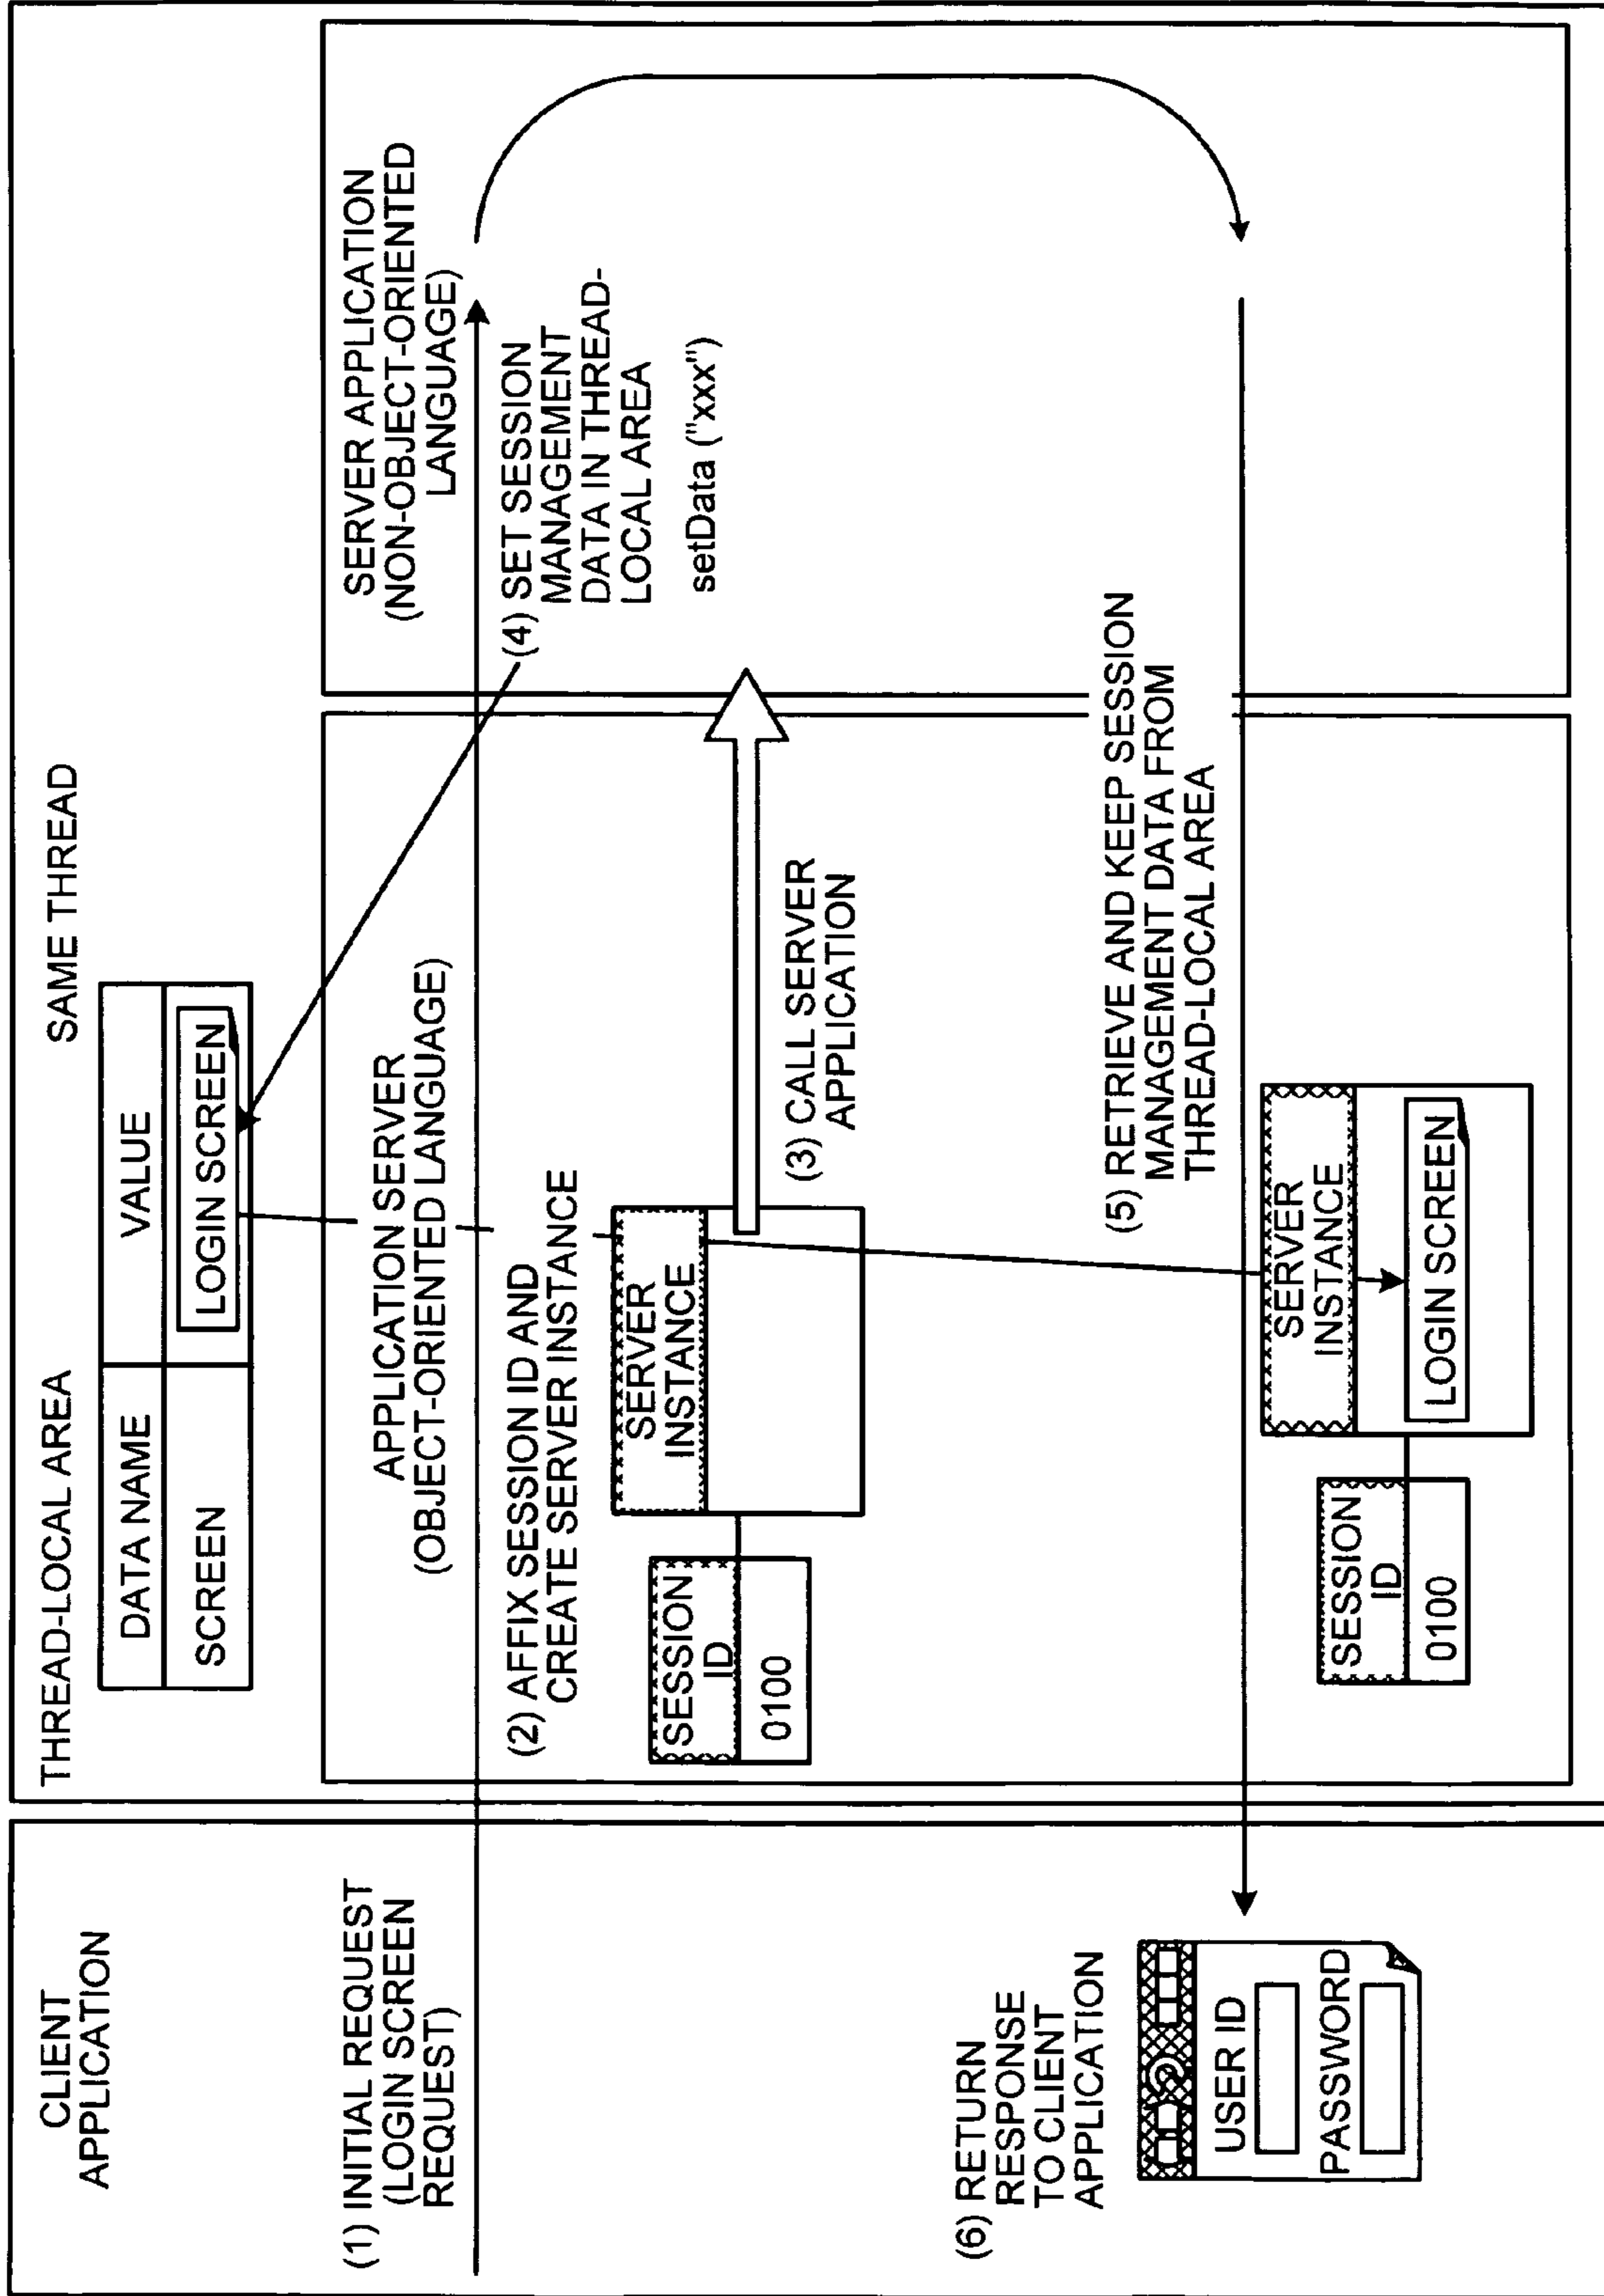 CLIENT
APPLICATION
(1) INITIAL REQUEST
(LOGIN SCREEN
REQUEST)
(6) RETURN
RESPONSE
TO CLIENT
APPLICATION
USER ID
PASSWORD
THREAD-LOCAL AREA
SAME THREAD
DATA NAME
VALUE
SCREEN
LOGIN SCREEN
APPLICATION SERVER
(OBJECT-ORIENTED LANGUAGE)
(2) AFFIX SESSION ID AND
CREATE SERVER INSTANCE
SESSION
ID
0100
SERVER
INSTANCE
(3) CALL SERVER
APPLICATION
SERVER APPLICATION
(NON-OBJECT-ORIENTED
LANGUAGE)
(4) SET SESSION
MANAGEMENT
DATA IN THREAD-
LOCAL AREA
setData ("xxx")
(5) RETRIEVE AND KEEP SESSION
MANAGEMENT DATA FROM
THREAD-LOCAL AREA
SESSION
ID
0100
SERVER
INSTANCE
LOGIN SCREEN